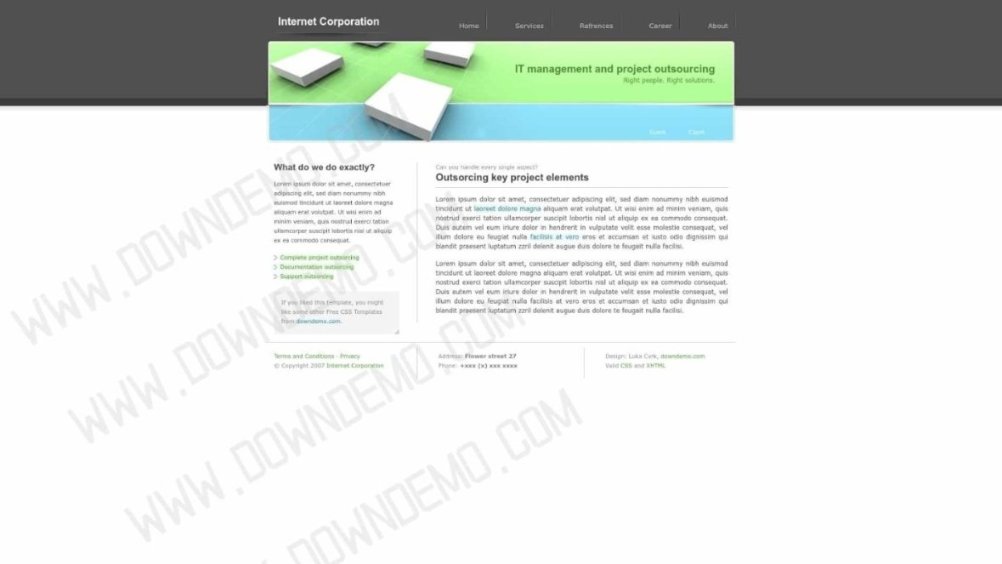 Internet Corporation
Home
Services
Refrences
Career
About
IT management and project outsourcing
Right people. Right solutions.
What do we do exactly?
Lorem ipsum dolor sit amet, consectetuer
adipiscing elit, sed diam nonummy nibh
euismod tincidunt ut laoreet dolore
magna aliquam erat volutpat. Ut wisi enim ad
minim veniam, quis nostrud exerci tation
ullamcorper suscipit lobortis nisl ut aliquip
ex ea commodo consequat.
Complete project outsourcing
Documentation outsourcing
Support outsourcing
If you liked this template, you might
like some other Free CSS Templates
from downdemo.com.
Can you handle every single aspect?
Outsorcing key project elements
Lorem ipsum dolor sit amet, consectetuer adipiscing elit, sed diam nonummy nibh euismod
tincidunt ut laoreet dolore magna aliquam erat volutpat. Ut wisi enim ad minim veniam, quis
nostrud exerci tation ullamcorper suscipit lobortis nisl ut aliquip ex ea commodo consequat.
Duis autem vel eum iriure dolor in hendrerit in vulputate velit esse molestie consequat, vel
illum dolore eu feugiat nulla facilisis at vero eros et accumsan et iusto odio dignissim qui
blandit praesent luptatum zzril delenit augue duis dolore te feugait nulla facilisi.
Lorem ipsum dolor sit amet, consectetuer adipiscing elit, sed diam nonummy nibh euismod
tincidunt ut laoreet dolore magna aliquam erat volutpat. Ut wisi enim ad minim veniam, quis
nostrud exerci tation ullamcorper suscipit lobortis nisl ut aliquip ex ea commodo consequat.
Duis autem vel eum iriure dolor in hendrerit in vulputate velit esse molestie consequat, vel
illum dolore eu feugiat nulla facilisis at vero eros et accumsan et iusto odio dignissim qui
blandit praesent luptatum zzril delenit augue duis dolore te feugait nulla facilisi.
Terms and Conditions - Privacy
© Copyright 2007 Internet Corporation
Address: Flower street 27
Phone: +xxx (x) xxx xxxx
Design: Luka Cvrk, downdemo.com
Valid CSS and XHTML
WWW.DOWNDEMO.COM
WWW.DOWNDEMO.COM
WWW.DOWNDEMO.COM
WWW.DOWNDEMO.COM
DOWNDEMO.COM